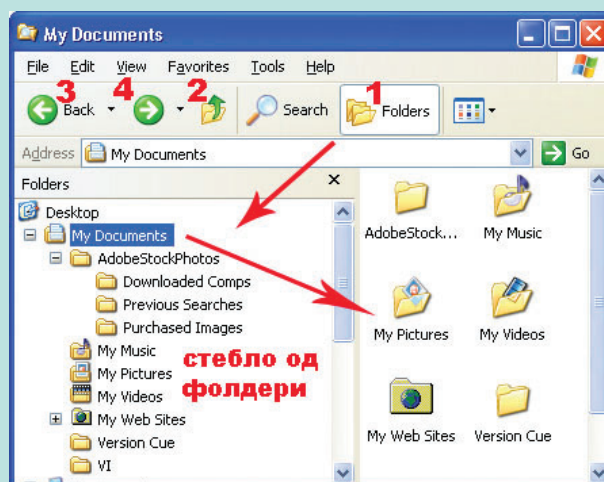 My Documents
File Edit View Favorites Tools Help
3 4 2 1
Back Search Folders
Address My Documents Go
Folders
Desktop
My Documents
AdobeStockPhotos
Downloaded Comps
Previous Searches
Purchased Images
My Music
My Pictures
My Videos
My Web Sites
Version Cue
VI
стебло од
фолдери
AdobeStock... My Music
My Pictures My Videos
My Web Sites Version Cue